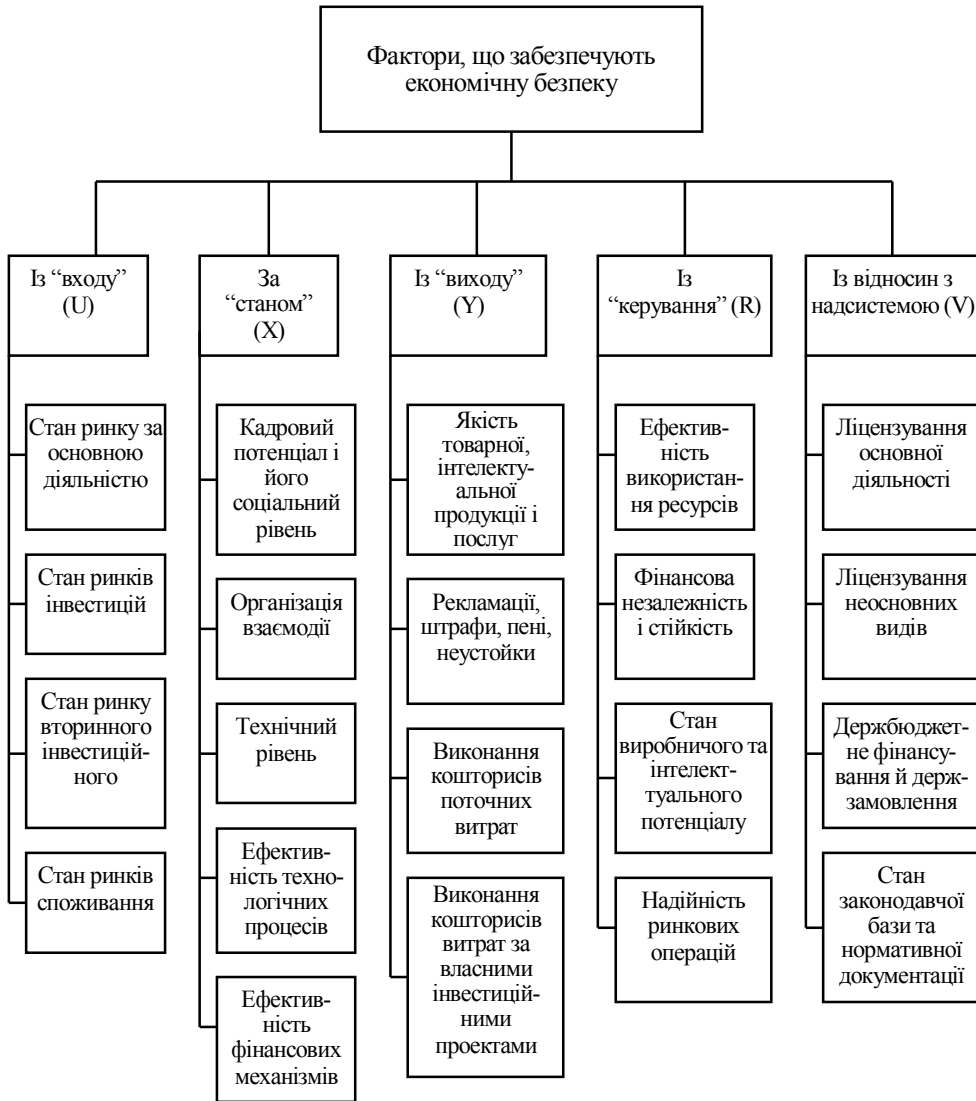 Фактори, що забезпечують
економічну безпеку
Із “входу”
(U)
Стан ринку за
основною
діяльністю
Стан ринків
інвестицій
Стан ринку
вторинного
інвестицій-
ного
Стан ринків
споживання
За
“станом”
(X)
Кадровий
потенціал і
його
соціальний
рівень
Організація
взаємодії
Технічний
рівень
Ефектив-
ність техно-
логічних
процесів
Ефектив-
ність
фінансових
механізмів
Із “виходу”
(Y)
Якість
товарної,
інтелекту-
альної
продукції і
послуг
Рекламації,
штрафи, пені,
неустойки
Виконання
кошторисів
поточних
витрат
Виконання
кошторисів
витрат за
власними
інвестицій-
ними
проектами
Із
“керування” (R)
Ефектив-
ність
використан-
ня ресурсів
Фінансова
незалежність
і стійкість
Стан
виробничого та
інтелек-
туального
потенціалу
Надійність
ринкових
операцій
Із відносин з
надсистемою (V)
Ліцензування
основної
діяльності
Ліцензування
неосновних
видів
Держбюджет-
не фінансу-
вання й держ-
замовлення
Стан
законодавчої
бази та
нормативної
документації